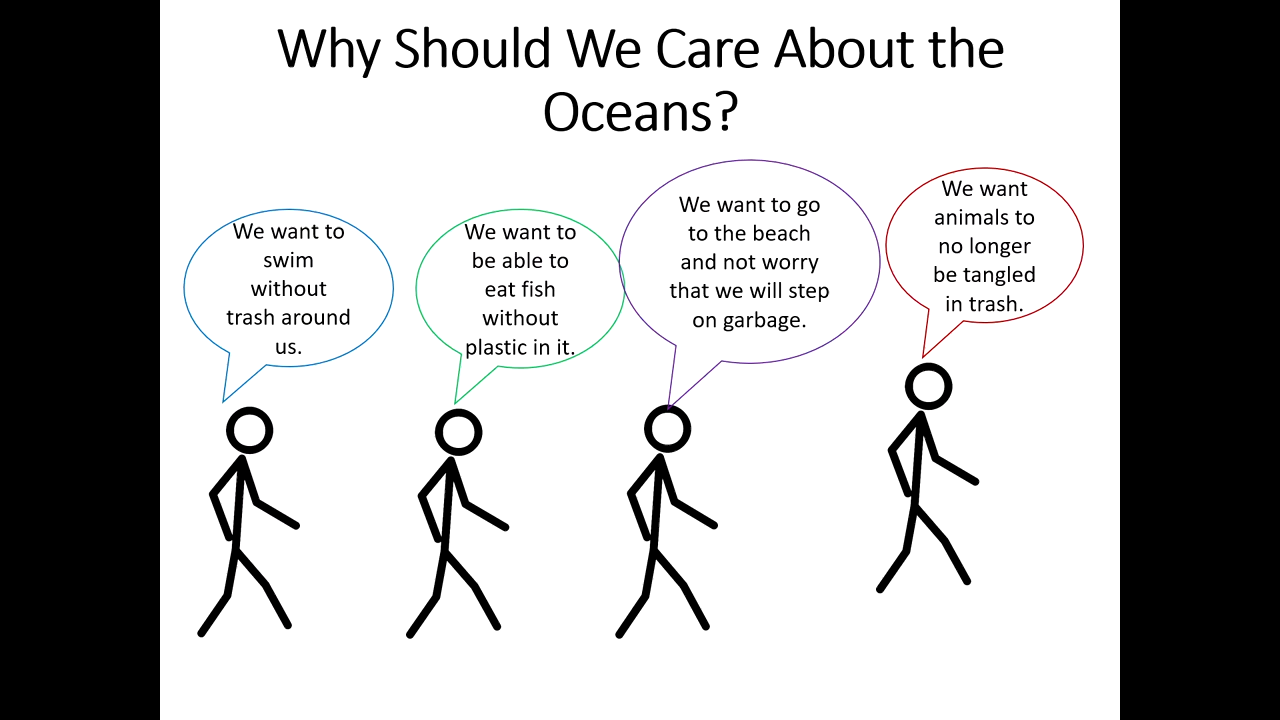 Why Should We Care About the
Oceans?
We want to
swim
without
trash around
us.
We want to
be able to
eat fish
without
plastic in it.
We want to go
to the beach
and not worry
that we will step
on garbage.
We want
animals to
no longer
be tangled
in trash.